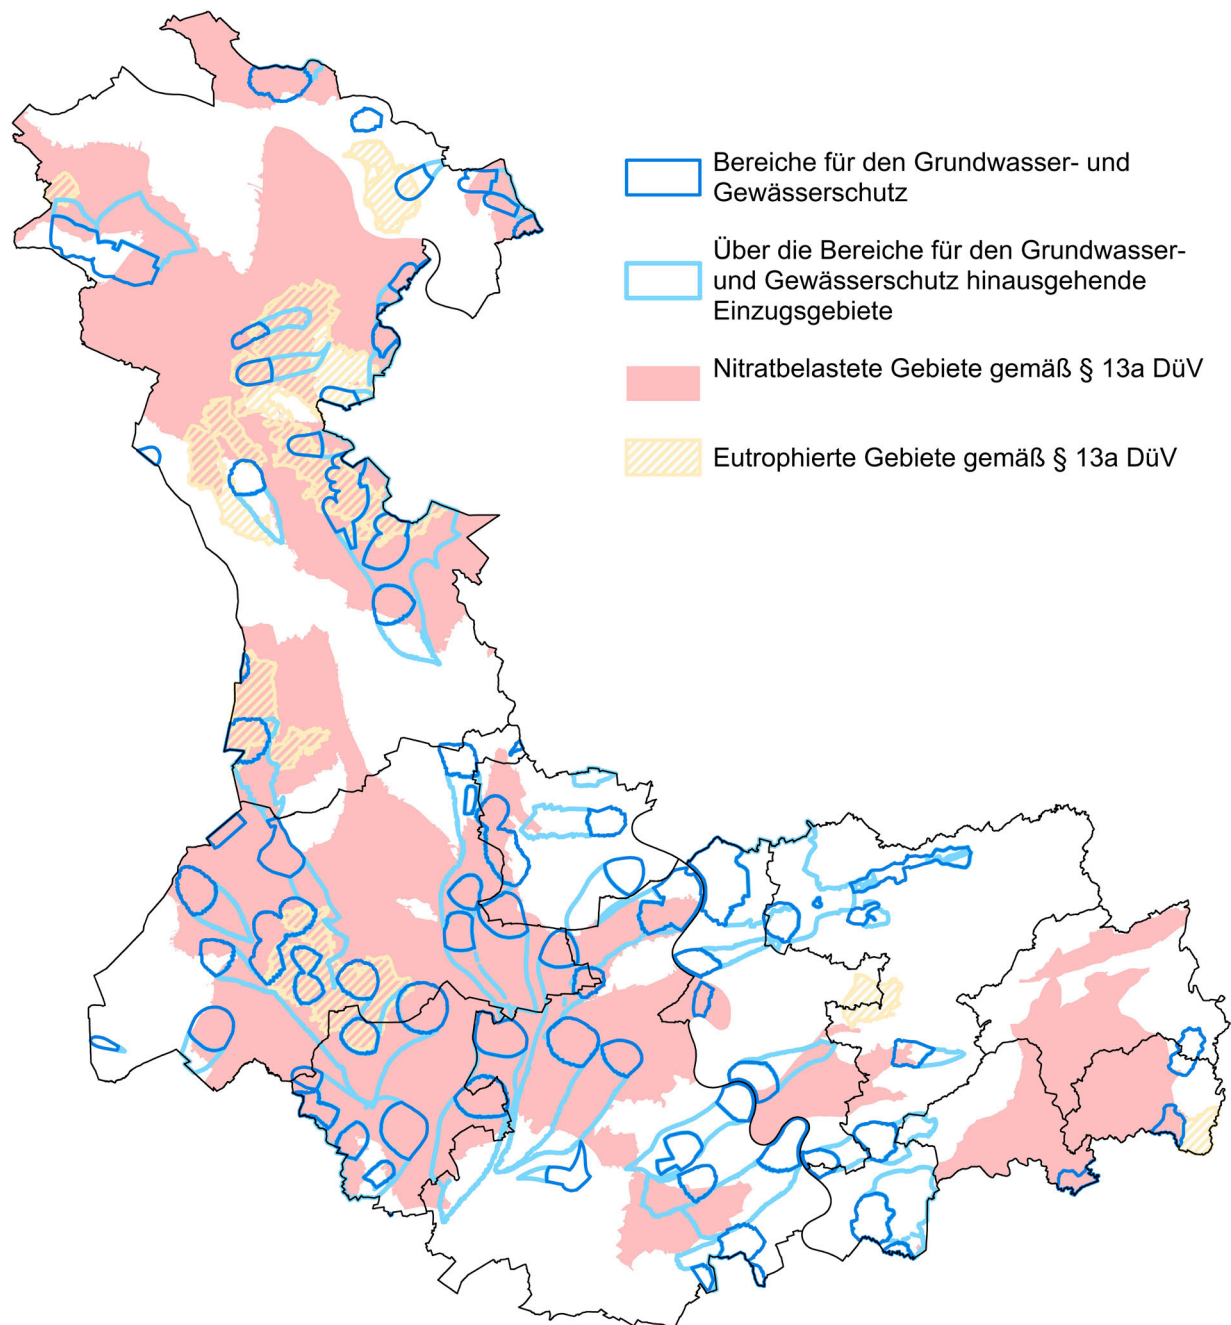 Bereiche für den Grundwasser- und
Gewässerschutz
Über die Bereiche für den Grundwasser-
und Gewässerschutz hinausgehende
Einzugsgebiete
Nitratbelastete Gebiete gemäß § 13a DüV
Eutrophierte Gebiete gemäß § 13a DüV